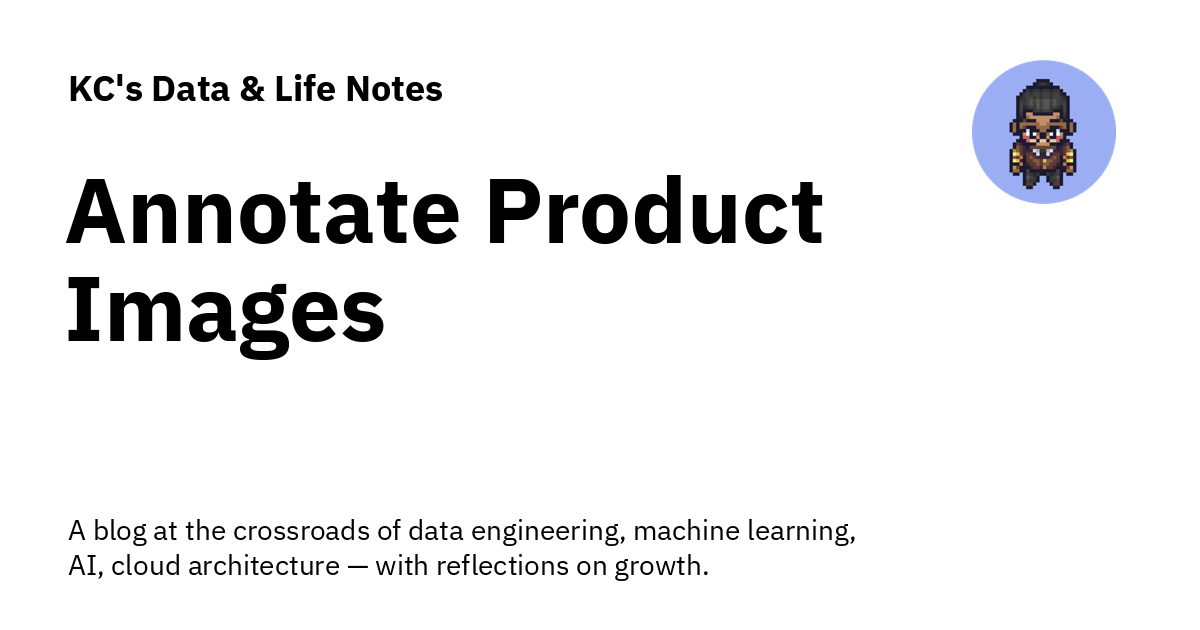 KC's Data & Life Notes
Annotate Product
Images
A blog at the crossroads of data engineering, machine learning,
AI, cloud architecture — with reflections on growth.